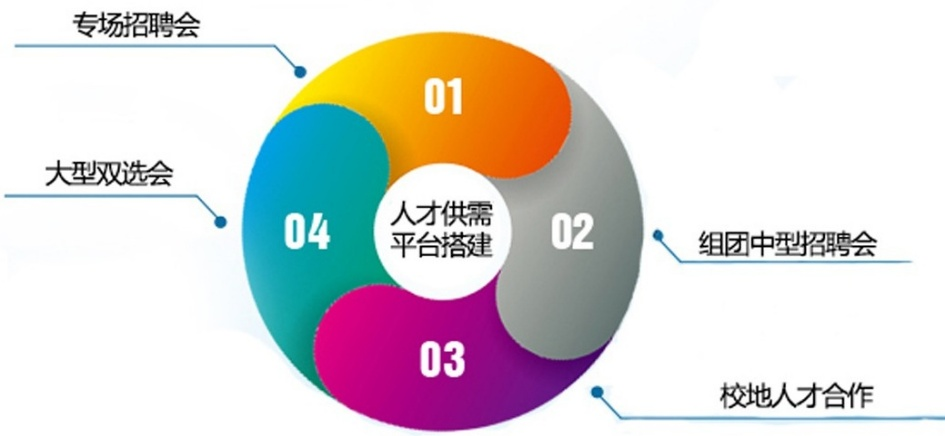 专场招聘会
01
大型双选会
04
人才供需
平台搭建
02
组团中型招聘会
03
校地人才合作